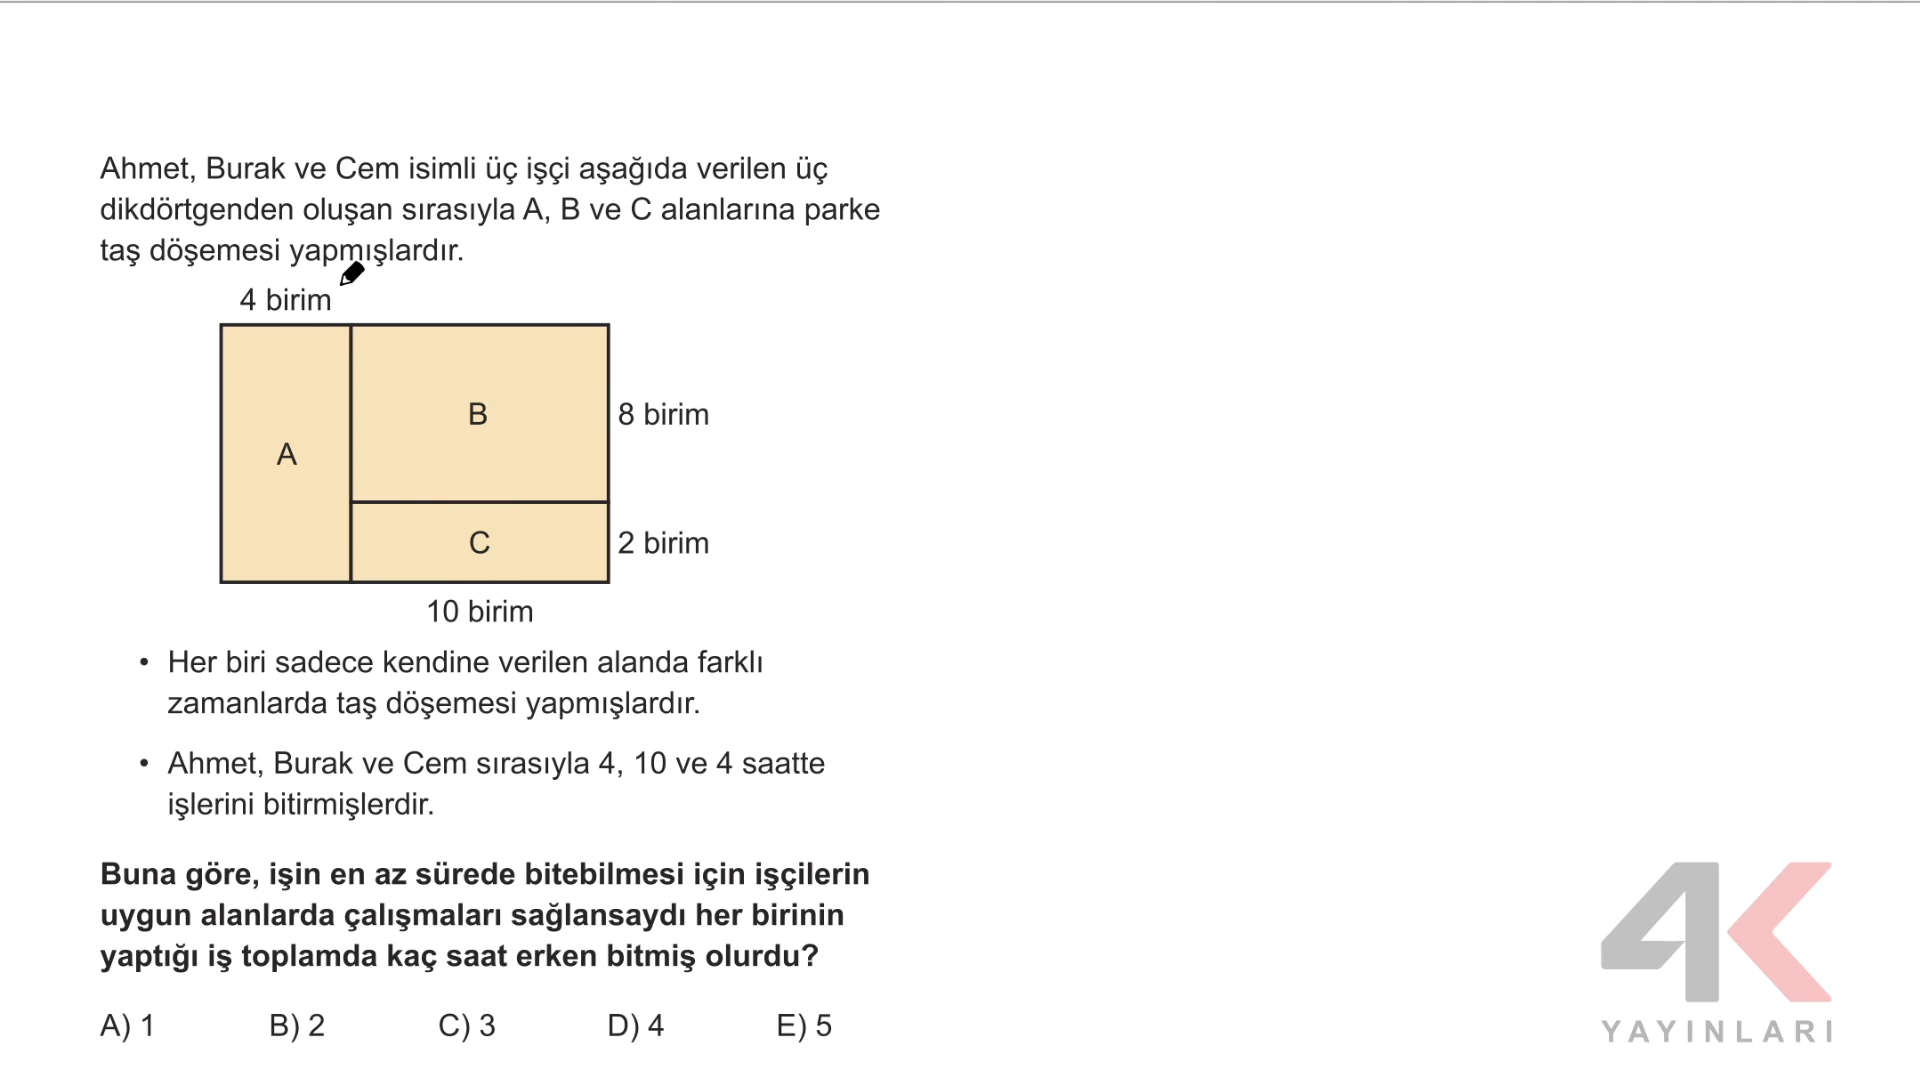 Ahmet, Burak ve Cem isimli üç işçi aşağıda verilen üç
dikdörtgenden oluşan sırasıyla A, B ve C alanlarına parke
taş döşemesi yapmışlardır.
4 birim
B
8 birim
A
C
2 birim
10 birim
• Her biri sadece kendine verilen alanda farklı
zamanlarda taş döşemesi yapmışlardır.
• Ahmet, Burak ve Cem sırasıyla 4, 10 ve 4 saatte
işlerini bitirmişlerdir.
Buna göre, işin en az sürede bitebilmesi için işçilerin
uygun alanlarda çalışmaları sağlansaydı her birinin
yaptığı iş toplamda kaç saat erken bitmiş olurdu?
A) 1 B) 2 C) 3 D) 4 E) 5
4K
YAYINLARI